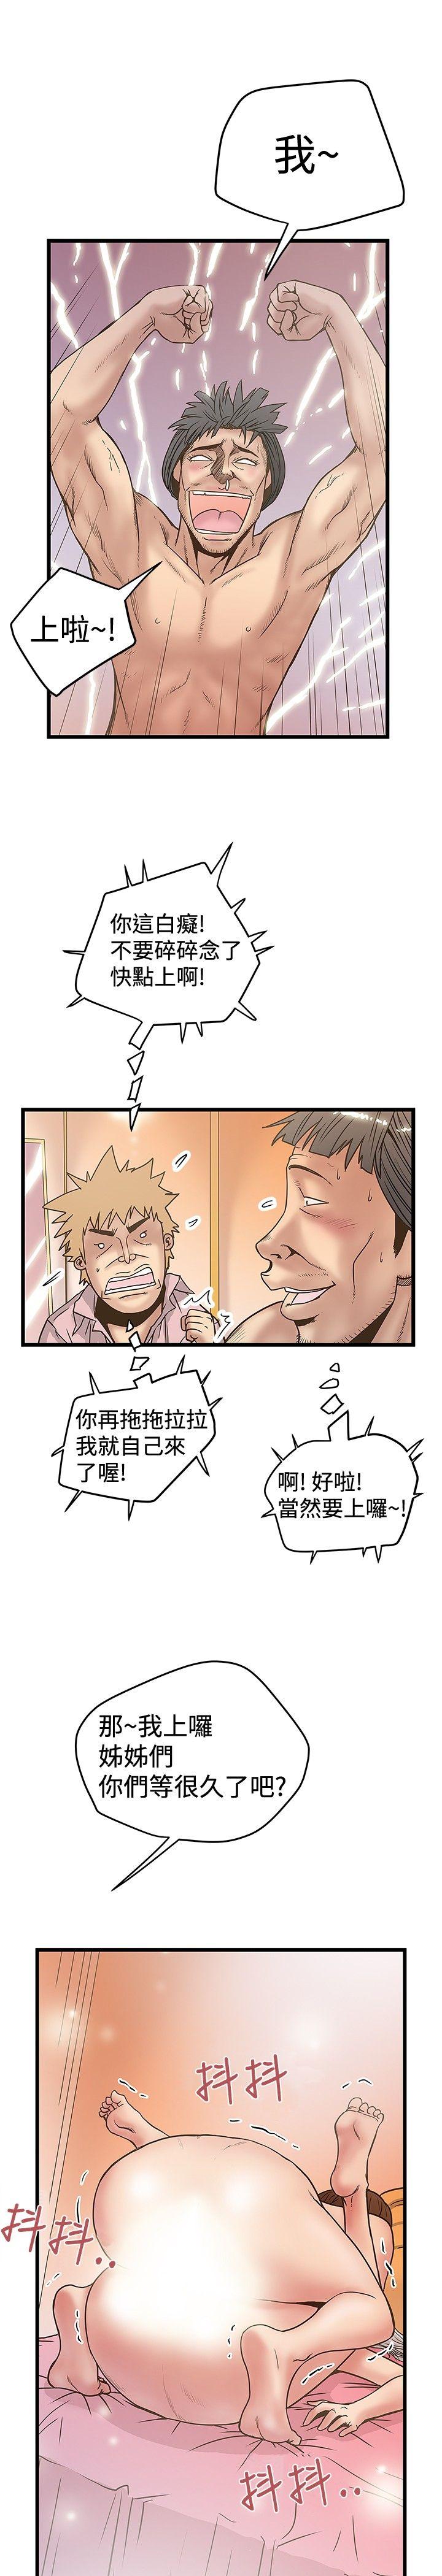 我~
上啦~!
你這白癡!
不要碎碎念了
快點上啊!
你再拖拖拉拉
我就自己來
了喔!
啊! 好啦!
當然要上囉~!
那~我上囉
姊姊們
你們等很久了吧?
抖抖
抖抖..
抖抖..